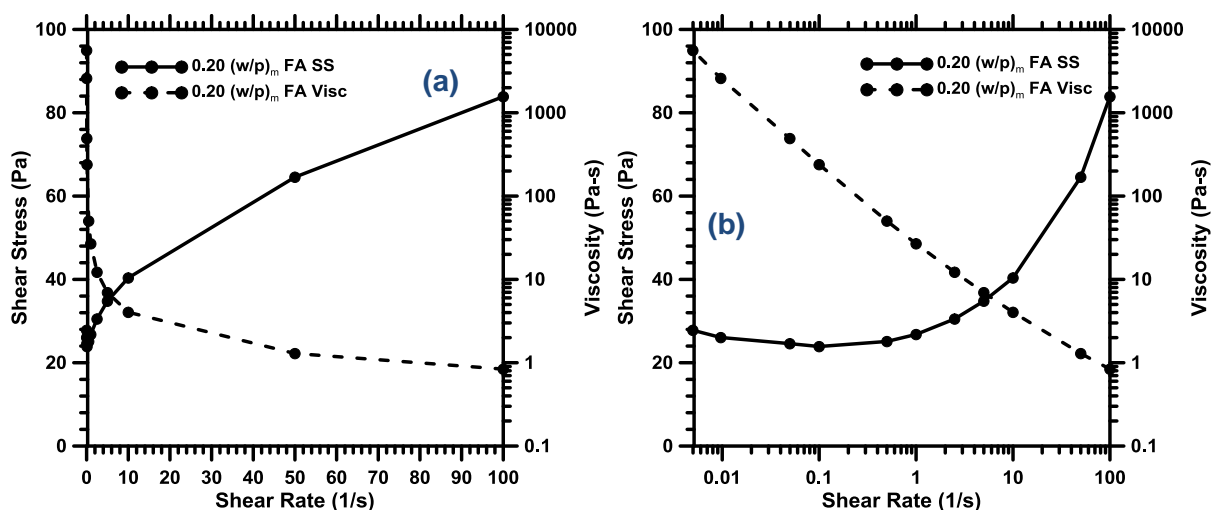 100
80
60
40
20
0
Shear Stress (Pa)
0.20 (w/p)m FA SS
0.20 (w/p)m FA Visc
(a)
10000
1000
100
10
1
0.1
Viscosity (Pa-s)
0 10 20 30 40 50 60 70 80 90 100
Shear Rate (1/s)
100
80
60
40
20
0
Shear Stress (Pa)
0.20 (w/p)m FA SS
0.20 (w/p)m FA Visc
(b)
10000
1000
100
10
1
0.1
Viscosity (Pa-s)
0.01 0.1 1 10 100
Shear Rate (1/s)